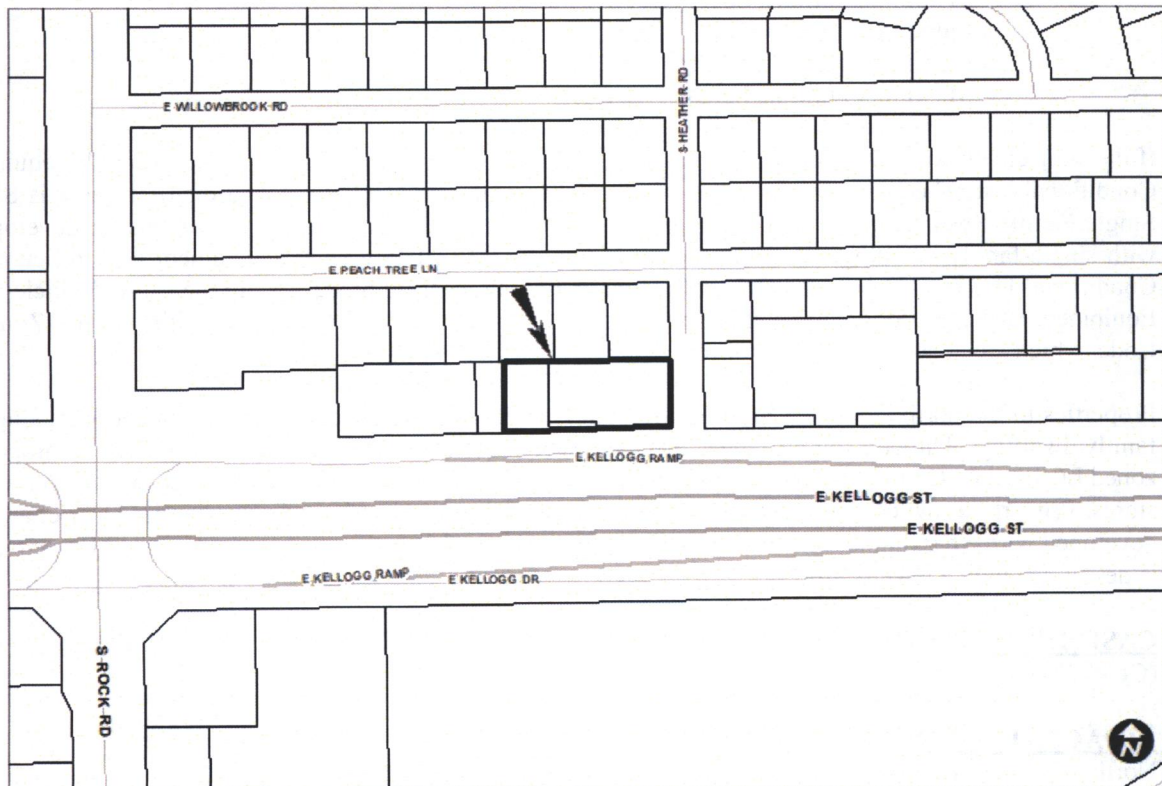 E WILLOWBROOK RD
S HEATHER RD
E PEACH TREE LN
E KELLOGG RAMP
E KELLOGG ST
E KELLOGG ST
E KELLOGG RAMP
E KELLOGG DR
S ROCK RD
N